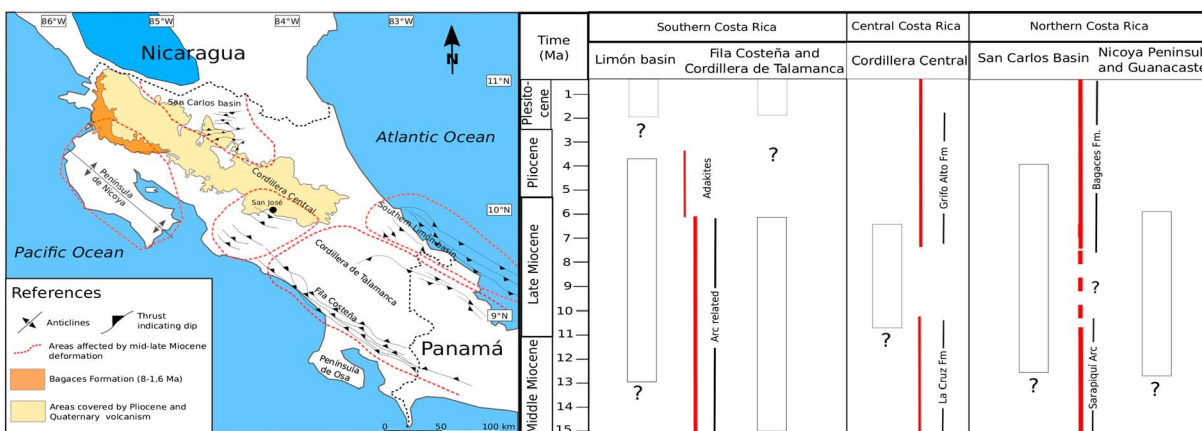 86°W
85°W
84°W
83°W
Nicaragua
N
11°N
San Carlos basin
Atlantic Ocean
Cordillera Central
Península
de Nicoya
San José
10°N
Southern Limón basin
Pacific Ocean
Cordillera de Talamanca
Fila Costeña
9°N
Panamá
Península
de Osa
References
Anticlines
Thrust
indicating dip
Areas affected by mid-late Miocene
deformation
Bagaces Formation (8-1,6 Ma)
Areas covered by Pliocene and
Quaternary volcanism
0
50
100 km
Time
(Ma)
Southern Costa Rica
Central Costa Rica
Northern Costa Rica
Limón basin
Fila Costeña and
Cordillera de Talamanca
Cordillera Central
San Carlos Basin
Nicoya Peninsul
and Guanacaste
Plesito-
cene
Pliocene
Late Miocene
Middle Miocene
1
2
3
4
5
6
7
8
9
10
11
12
13
14
15
?
?
Adakites
Arc related
?
Grifo Alto Fm
?
La Cruz Fm
?
Bagaces Fm.
?
Sarapiquí Arc
?